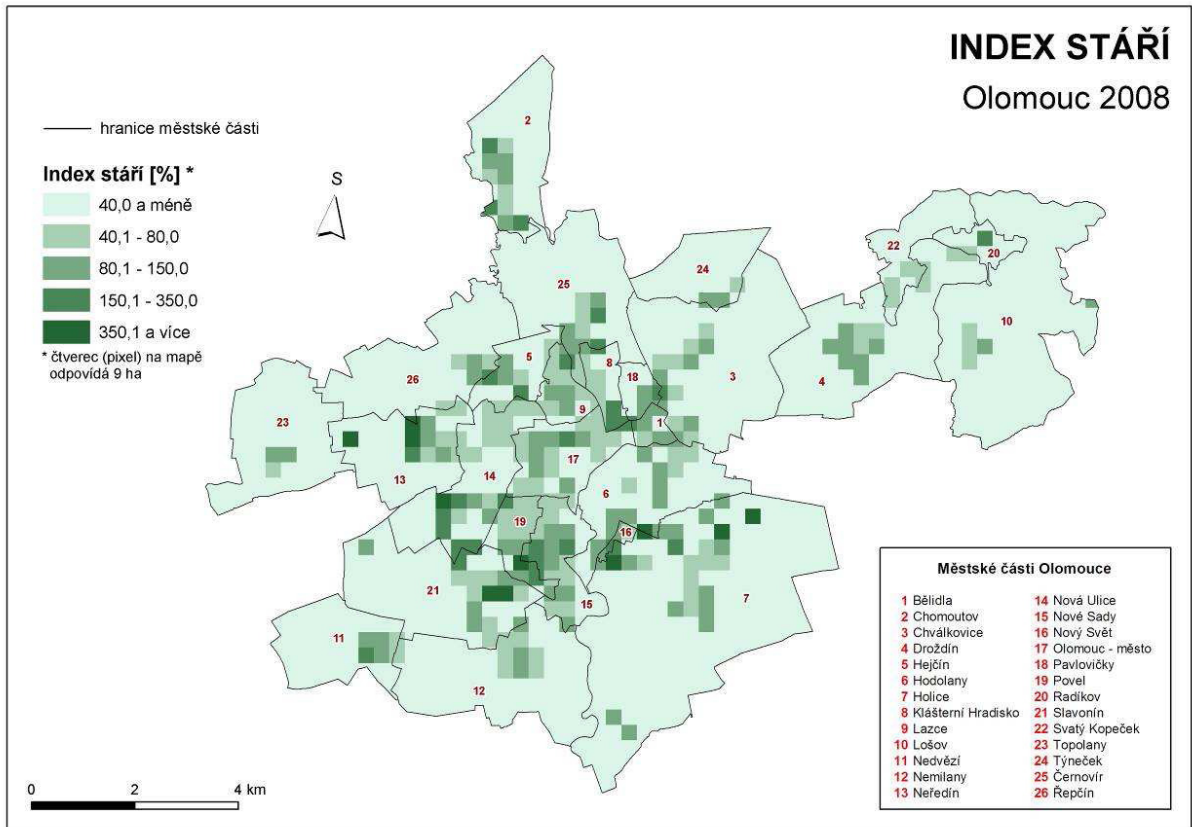 INDEX STÁŘÍ
Olomouc 2008
hranice městské části
Index stáří [%] *
40,0 a méně
40,1 - 80,0
80,1 - 150,0
150,1 - 350,0
350,1 a více
* čtverec (pixel) na mapě
odpovídá 9 ha
S
2
25
24
22
20
10
5
8
18
3
4
26
9
1
23
17
13
14
6
19
16
21
15
7
11
12
0 2 4 km
Městské části Olomouce
1 Bělidla
2 Chomoutov
3 Chválkovice
4 Droždín
5 Hejčín
6 Hodolany
7 Holice
8 Klášterní Hradisko
9 Lazce
10 Lošov
11 Nedvězí
12 Nemilany
13 Neředín
14 Nová Ulice
15 Nové Sady
16 Nový Svět
17 Olomouc - město
18 Pavlovičky
19 Povel
20 Radíkov
21 Slavonín
22 Svatý Kopeček
23 Topolany
24 Týneček
25 Černovír
26 Řepčín